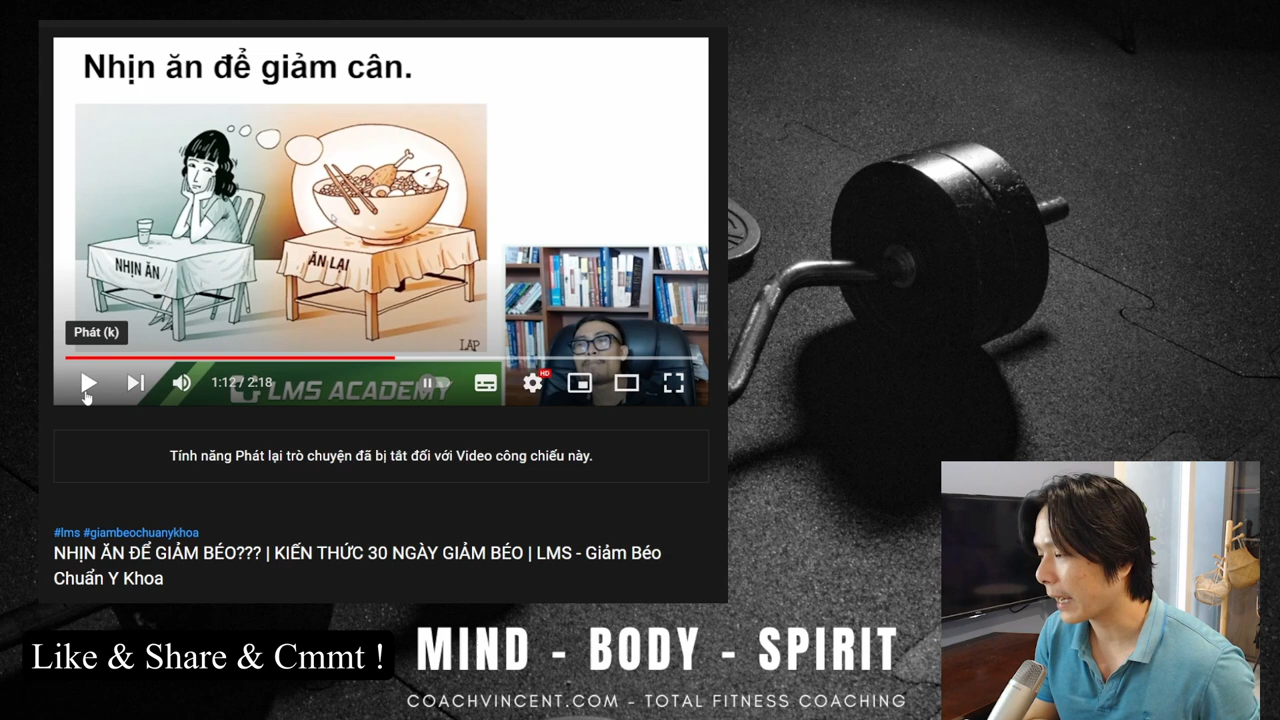 Nhịn ăn để giảm cân.
NHỊN ĂN
ĂN LẠI
LAP
Phát (k)
1:12 / 2:18
HD
LMS ACADEMY
Tính năng Phát lại trò chuyện đã bị tắt đối với Video công chiếu này.
#lms #giambeochuanykhoa
NHỊN ĂN ĐỂ GIẢM BÉO??? | KIẾN THỨC 30 NGÀY GIẢM BÉO | LMS - Giảm Béo
Chuẩn Y Khoa
Like & Share & Cmmt !
MIND - BODY - SPIRIT
COACHVINCENT.COM - TOTAL FITNESS COACHING